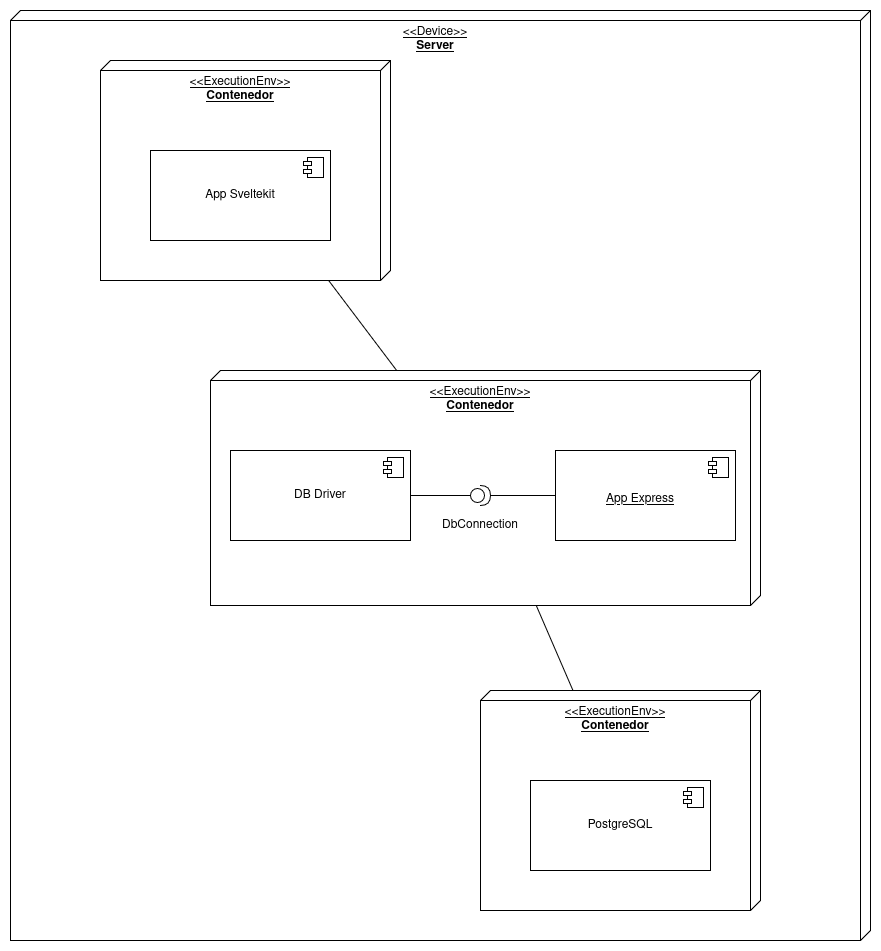 <<Device>>
Server
<<ExecutionEnv>>
Contenedor
App Sveltekit
<<ExecutionEnv>>
Contenedor
DB Driver
DbConnection
App Express
<<ExecutionEnv>>
Contenedor
PostgreSQL